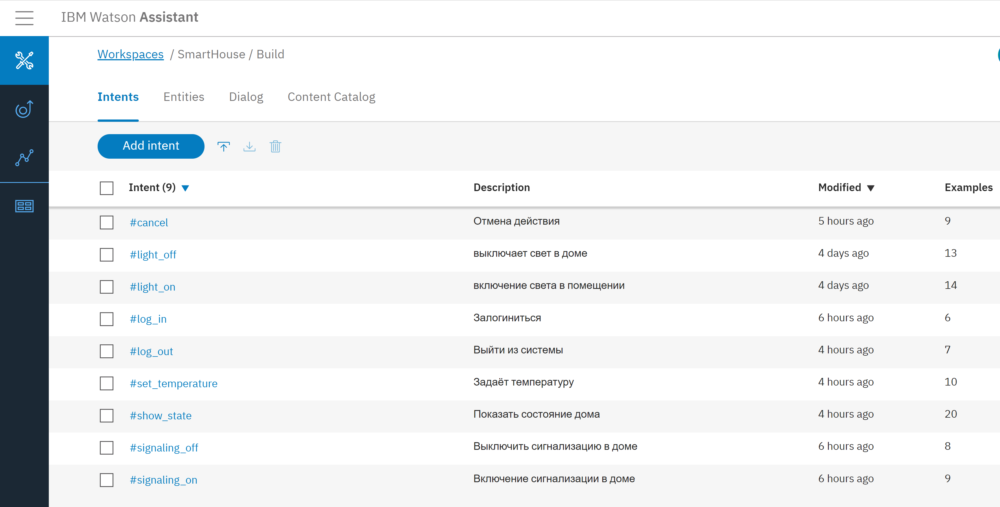 IBM Watson Assistant
Workspaces / SmartHouse / Build
Intents Entities Dialog Content Catalog
Add intent
Intent (9) Description Modified Examples
#cancel Отмена действия 5 hours ago 9
#light_off выключает свет в доме 4 days ago 13
#light_on включение света в помещении 4 days ago 14
#log_in Залогиниться 6 hours ago 6
#log_out Выйти из системы 4 hours ago 7
#set_temperature Задаёт температуру 4 hours ago 10
#show_state Показать состояние дома 4 hours ago 20
#signaling_off Выключить сигнализацию в доме 6 hours ago 8
#signaling_on Включение сигнализации в доме 6 hours ago 9